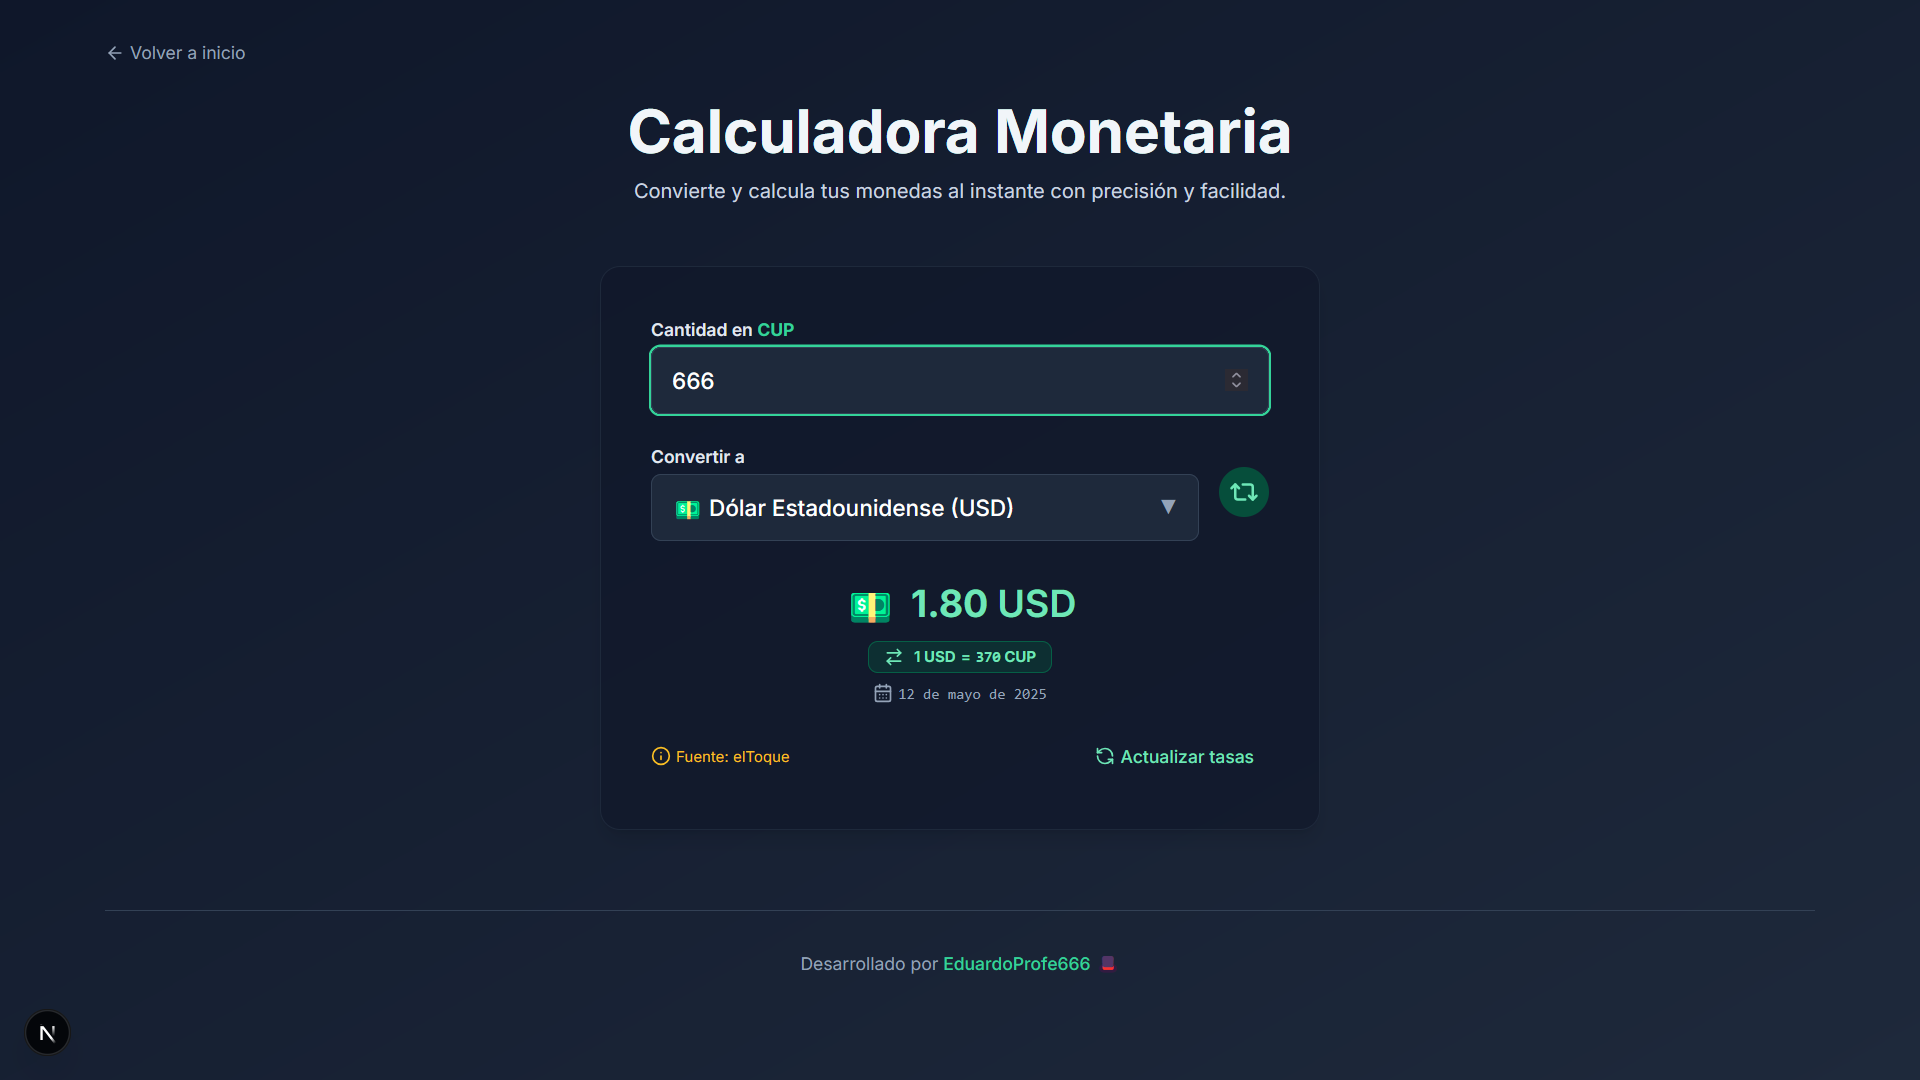 ← Volver a inicio
Calculadora Monetaria
Convierte y calcula tus monedas al instante con precisión y facilidad.
Cantidad en CUP
666
Convertir a
💵 Dólar Estadounidense (USD) ▼
💵 1.80 USD
1 USD = 370 CUP
12 de mayo de 2025
Fuente: elToque
Actualizar tasas
Desarrollado por EduardoProfe666
N